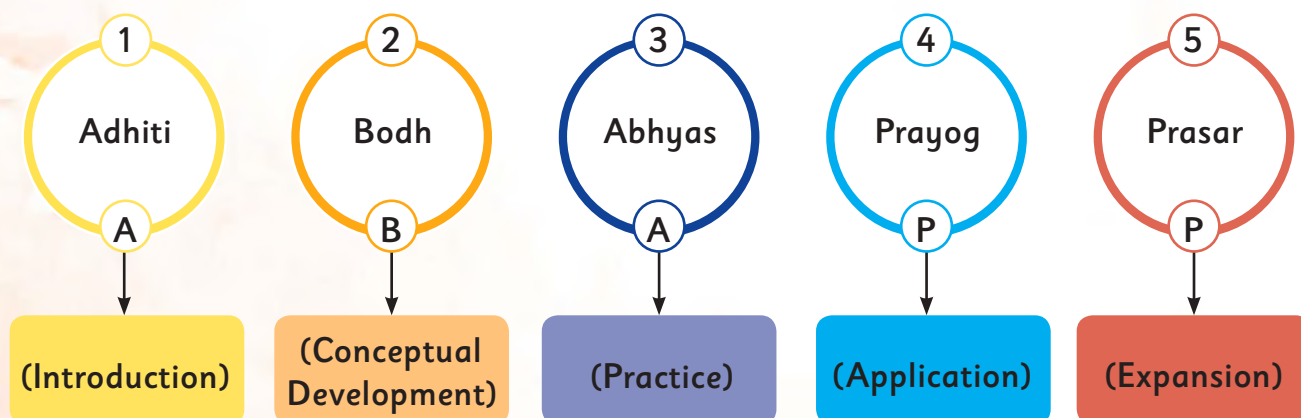 1
Adhiti
A
(Introduction)
2
Bodh
B
(Conceptual
Development)
3
Abhyas
A
(Practice)
4
Prayog
P
(Application)
5
Prasar
P
(Expansion)